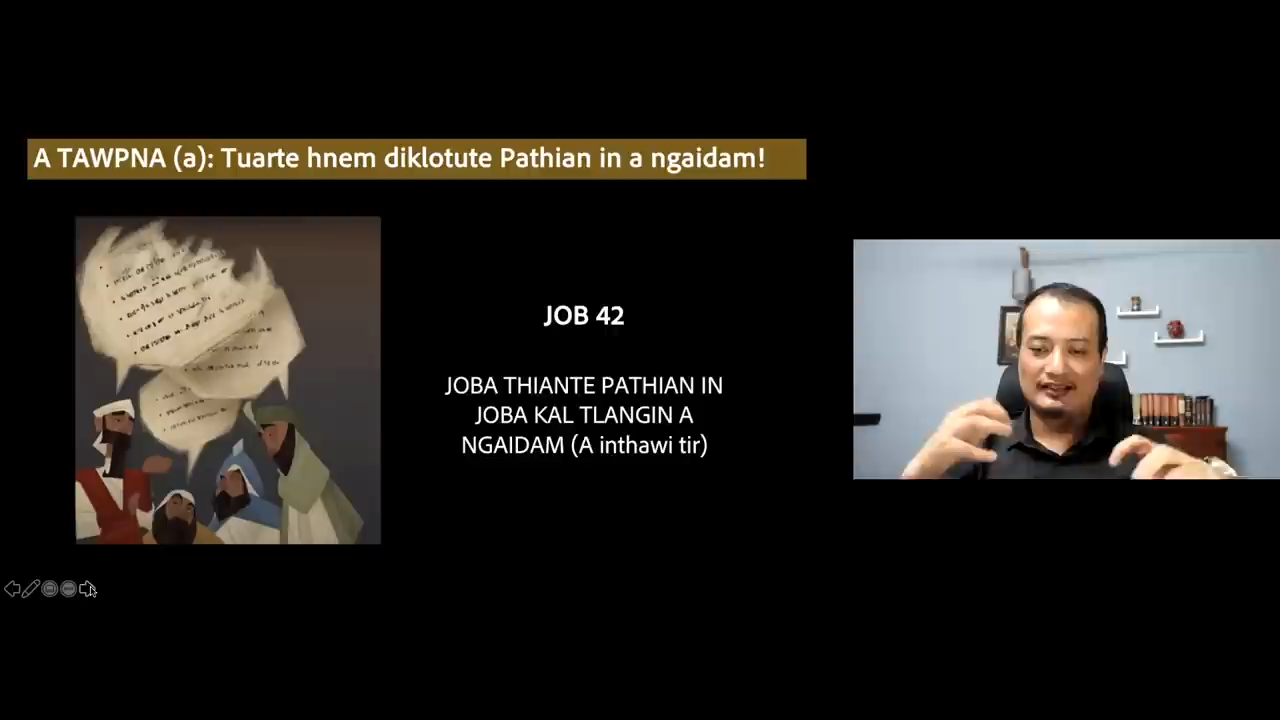 A TAWPNA (a): Tuarte hnem diklotute Pathian in a ngaidam!
JOB 42
JOBA THIANTE PATHIAN IN
JOBA KAL TLANGIN A
NGAIDAM (A inthawi tir)